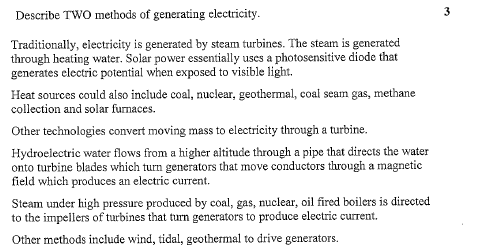 Describe TWO methods of generating electricity. 3
Traditionally, electricity is generated by steam turbines. The steam is generated
through heating water. Solar power essentially uses a photosensitive diode that
generates electric potential when exposed to visible light.
Heat sources could also include coal, nuclear, geothermal, coal seam gas, methane
collection and solar furnaces.
Other technologies convert moving mass to electricity through a turbine.
Hydroelectric water flows from a higher altitude through a pipe that directs the water
onto turbine blades which turn generators that move conductors through a magnetic
field which produces an electric current.
Steam under high pressure produced by coal, gas, nuclear, oil fired boilers is directed
to the impellers of turbines that turn generators to produce electric current.
Other methods include wind, tidal, geothermal to drive generators.